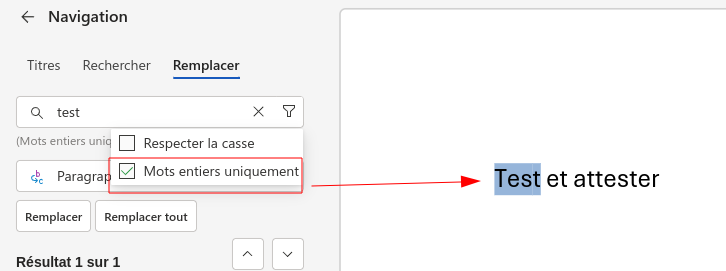 Navigation
Titres Rechercher Remplacer
test
Respecter la casse
(Mots entiers uniq
Mots entiers uniquement
Paragrap
Test et attester
Remplacer Remplacer tout
Résultat 1 sur 1